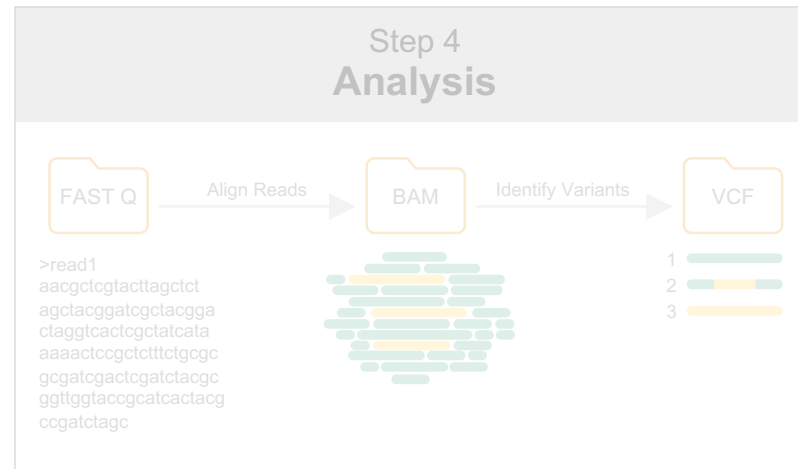 Step 4
Analysis
FAST Q
Align Reads
BAM
Identify Variants
VCF
>read1
aacgctcgtacttagctct
agctacggatcgctacgga
ctaggtcactcgctatcata
aaaactccgctctttctgcgc
gcgatcgactcgatctacgc
ggttggtaccgcatcactacg
ccgatctagc
1
2
3